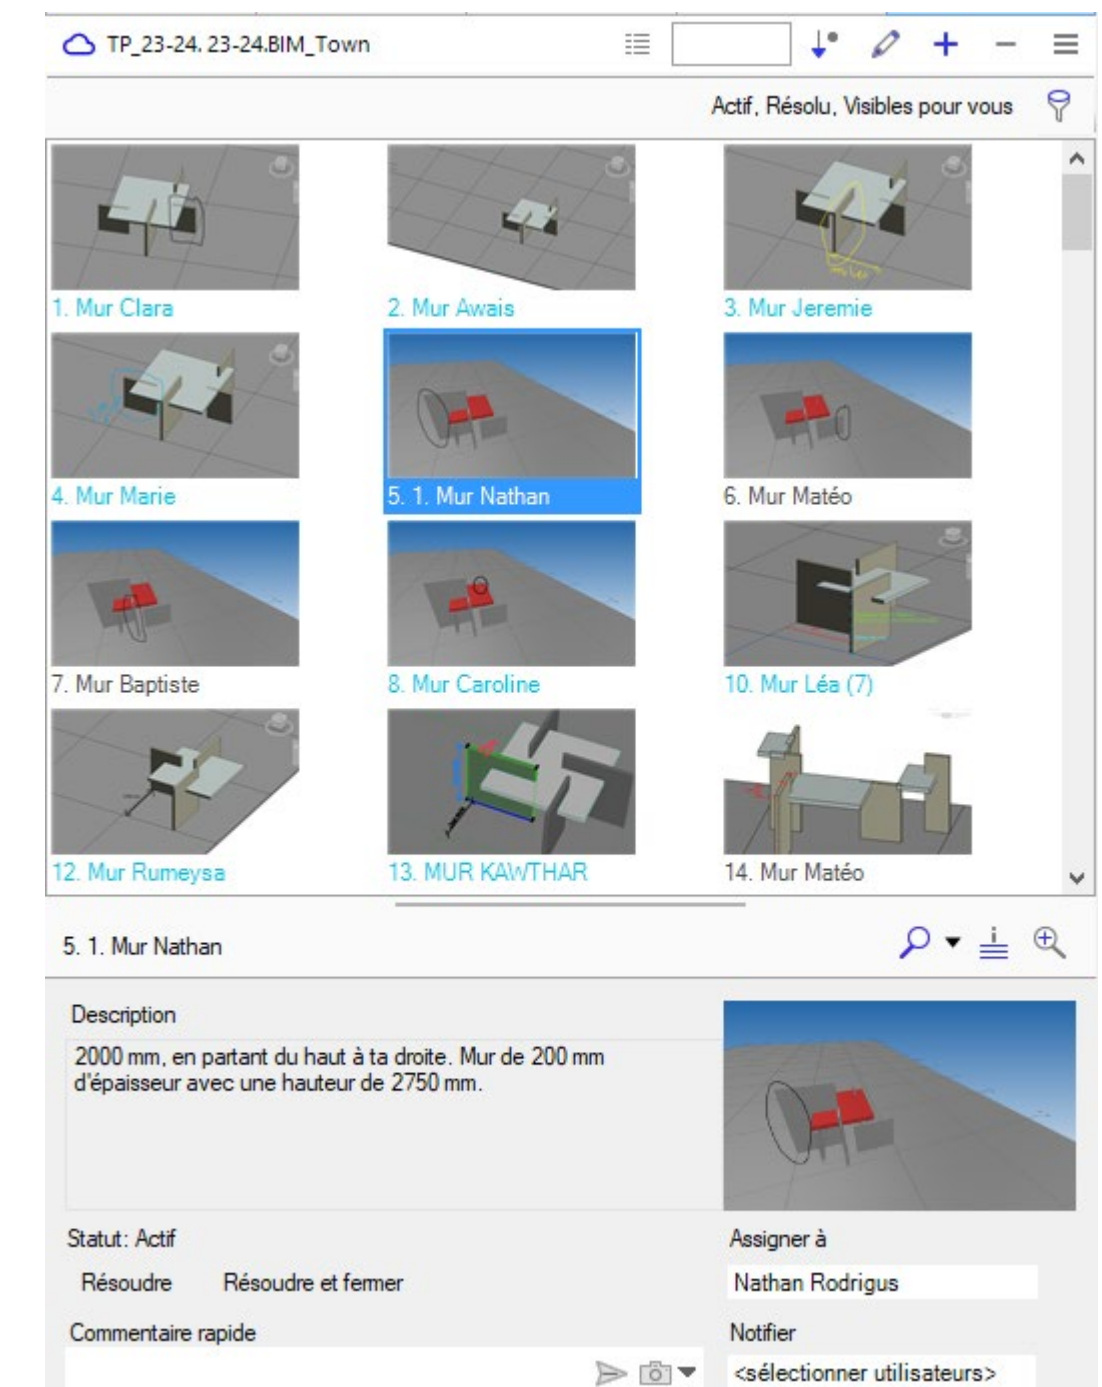 TP_23-24. 23-24.BIM_Town
Actif, Résolu, Visibles pour vous
1. Mur Clara
2. Mur Awais
3. Mur Jeremie
4. Mur Marie
5. 1. Mur Nathan
6. Mur Matéo
7. Mur Baptiste
8. Mur Caroline
10. Mur Léa (7)
12. Mur Rumeysa
13. MUR KAWTHAR
14. Mur Matéo
5. 1. Mur Nathan
Description
2000 mm, en partant du haut à ta droite. Mur de 200 mm
d'épaisseur avec une hauteur de 2750 mm.
Statut: Actif
Assigner à
Résoudre
Résoudre et fermer
Nathan Rodrigus
Commentaire rapide
Notifier
<sélectionner utilisateurs>